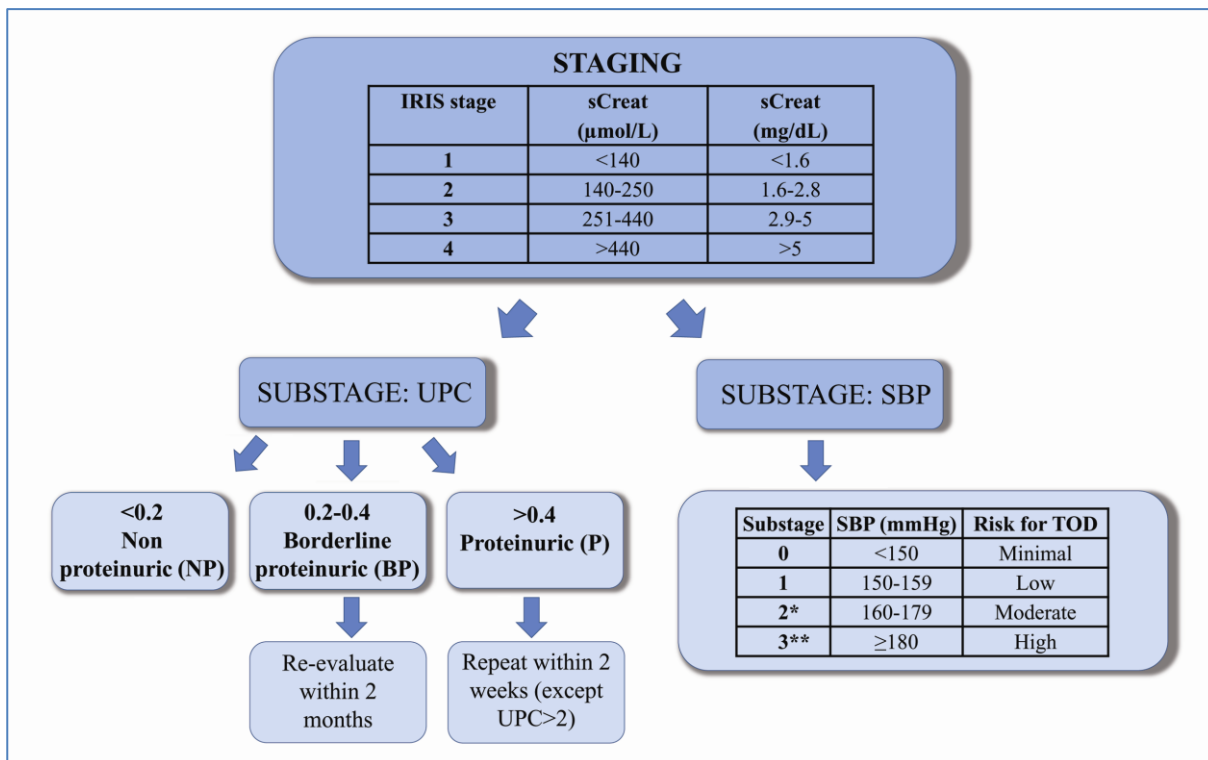 STAGING
IRIS stage sCreat sCreat
(µmol/L) (mg/dL)
1 <140 <1.6
2 140-250 1.6-2.8
3 251-440 2.9-5
4 >440 >5
SUBSTAGE: UPC
SUBSTAGE: SBP
<0.2
Non
proteinuric (NP)
0.2-0.4
Borderline
proteinuric (BP)
>0.4
Proteinuric (P)
Re-evaluate
within 2
months
Repeat within 2
weeks (except
UPC>2)
Substage SBP (mmHg) Risk for TOD
0 <150 Minimal
1 150-159 Low
2* 160-179 Moderate
3** ≥180 High